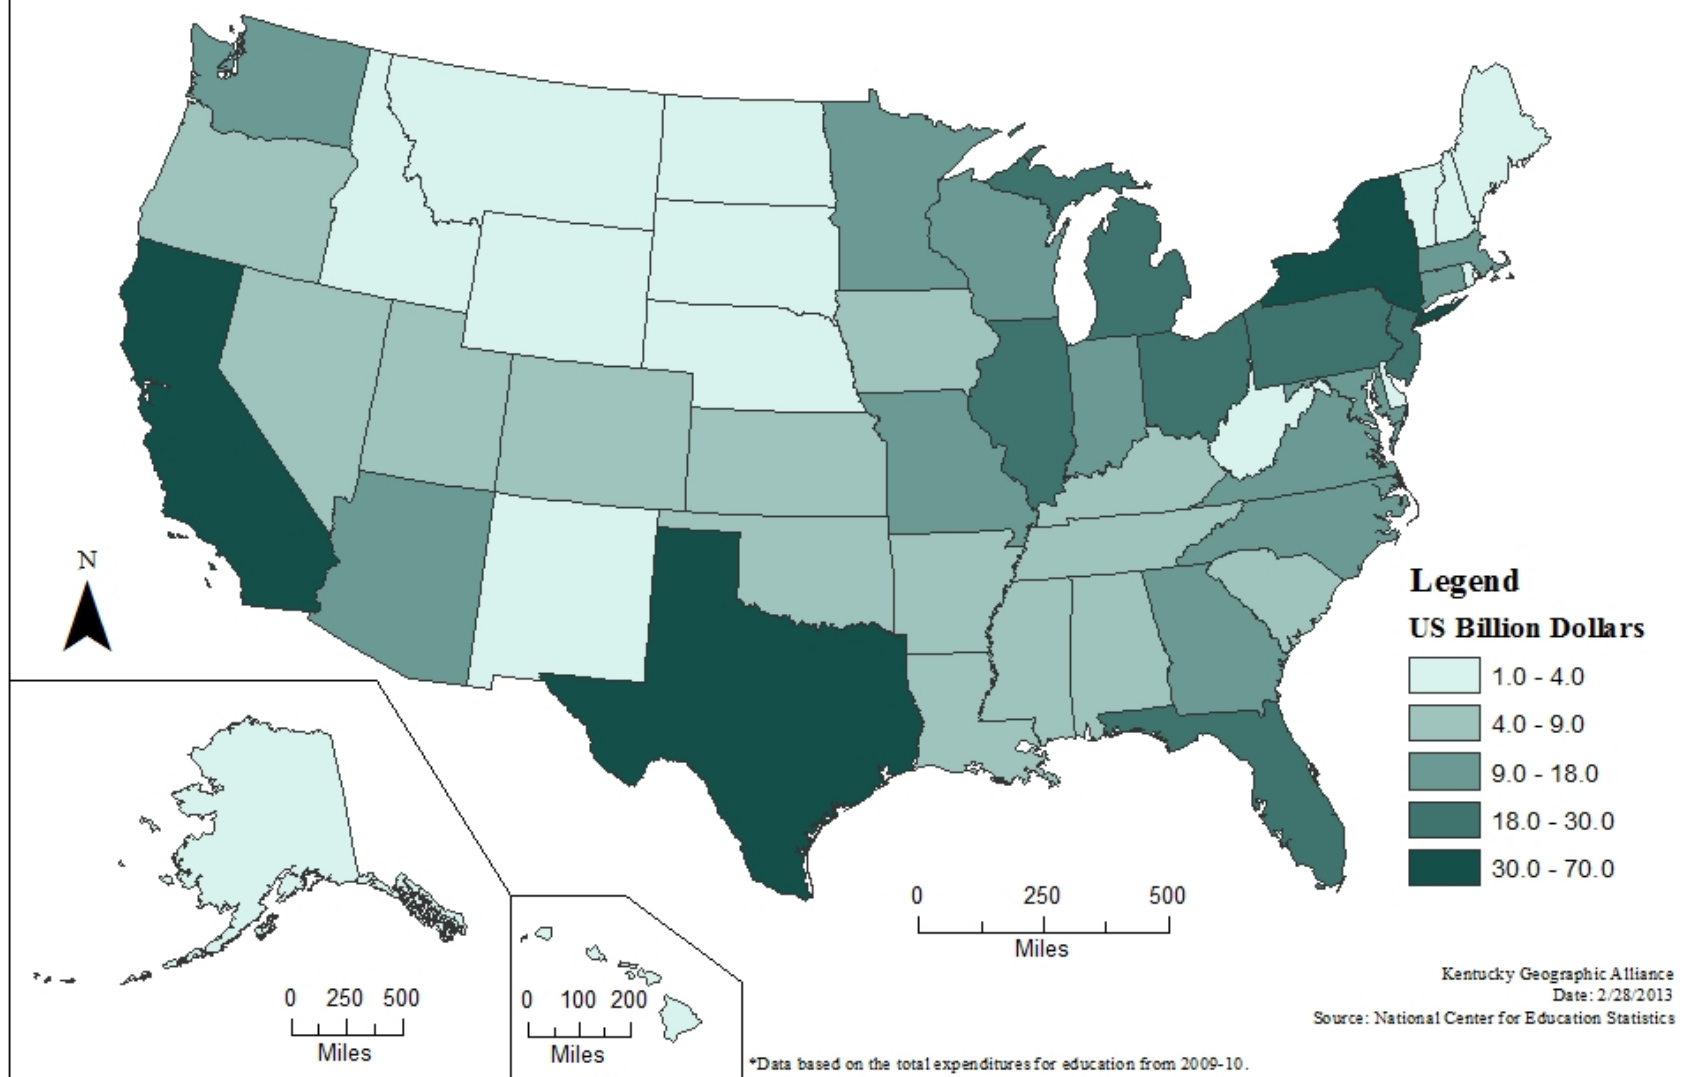 N
Legend
US Billion Dollars
1.0 - 4.0
4.0 - 9.0
9.0 - 18.0
18.0 - 30.0
30.0 - 70.0
0 250 500
Miles
0 250 500
Miles
0 100 200
Miles
Kentucky Geographic Alliance
Date: 2/28/2013
Source: National Center for Education Statistics
*Data based on the total expenditures for education from 2009-10.